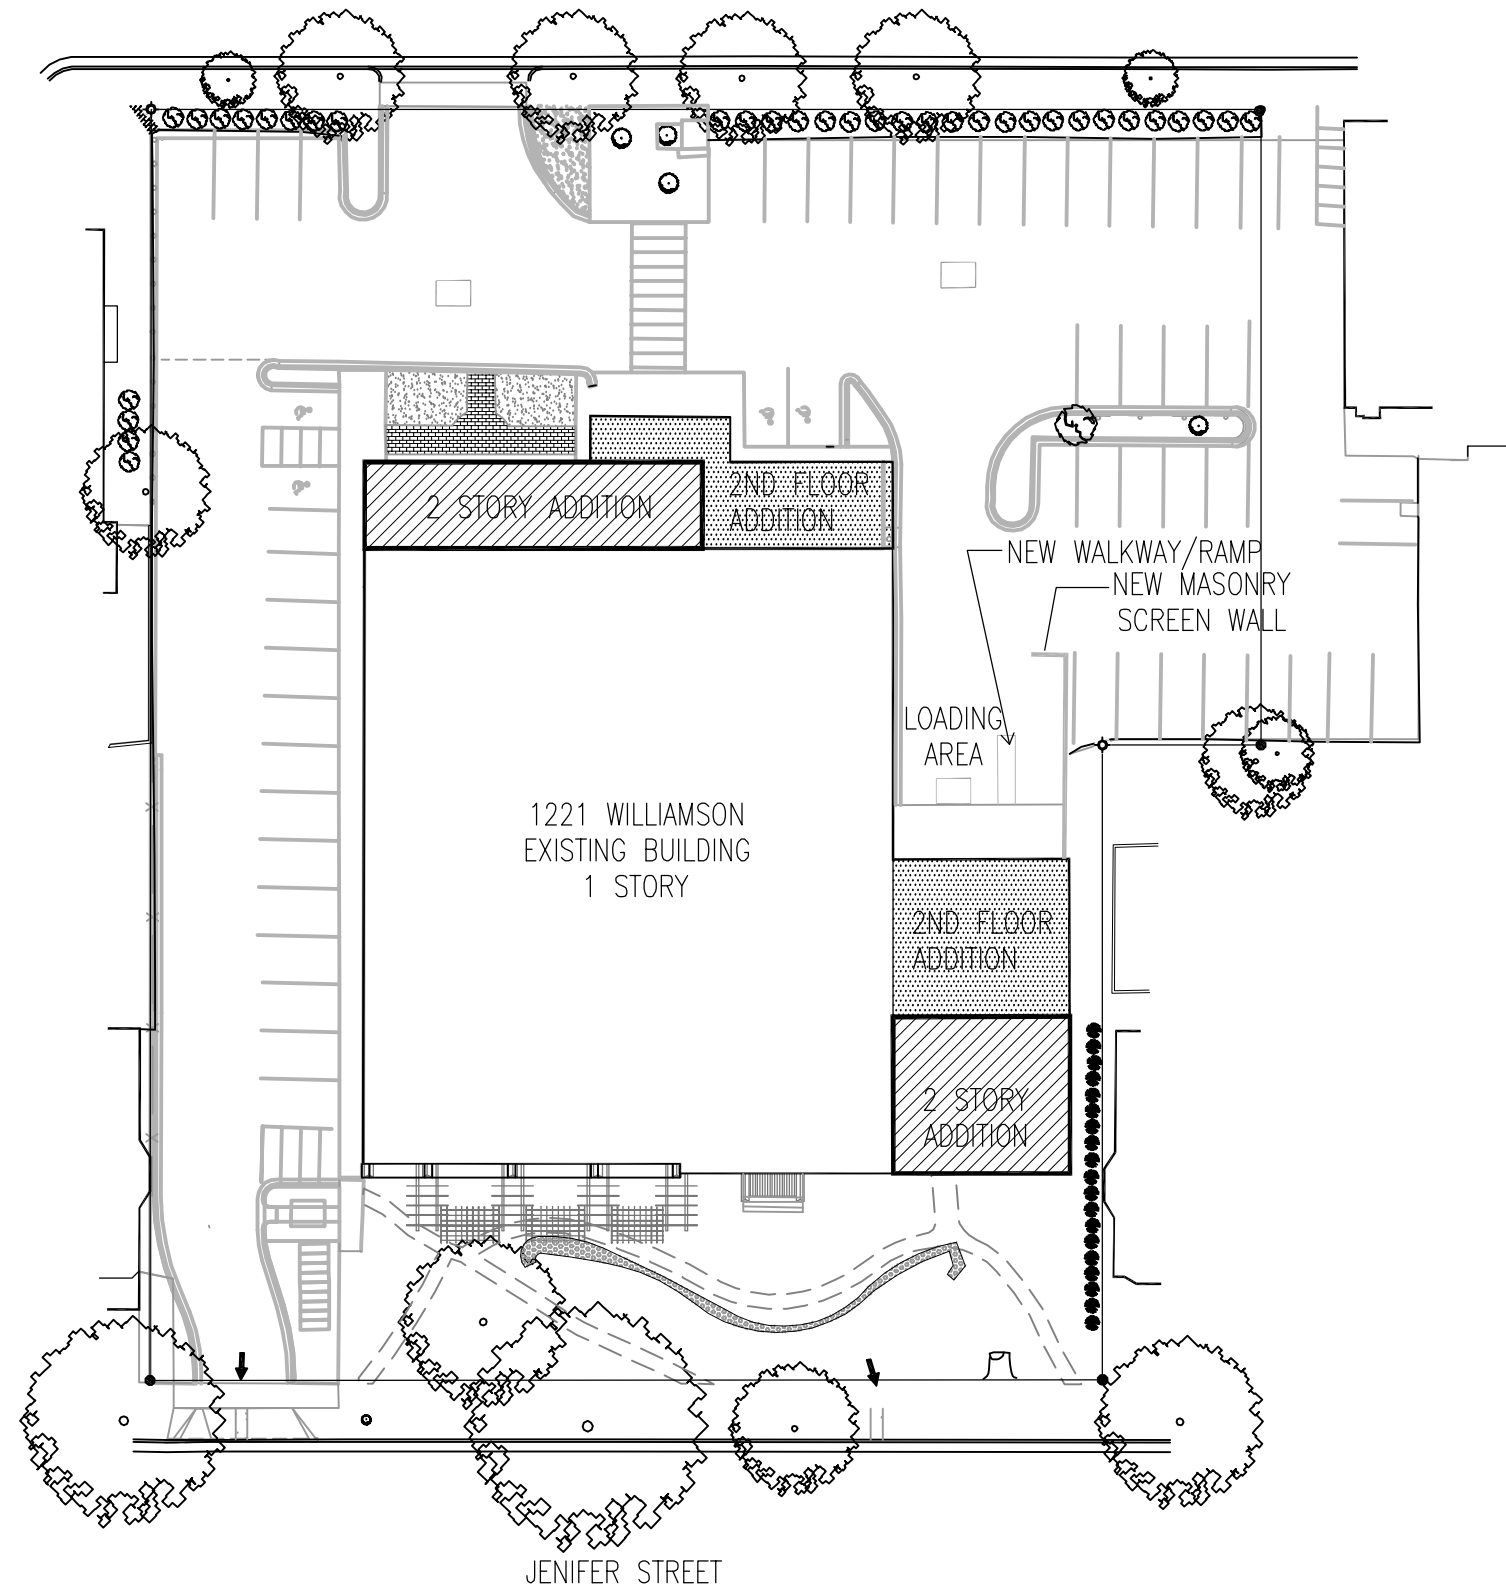 2 STORY ADDITION
2ND FLOOR
ADDITION
NEW WALKWAY/RAMP
NEW MASONRY
SCREEN WALL
LOADING
AREA
1221 WILLIAMSON
EXISTING BUILDING
1 STORY
2ND FLOOR
ADDITION
2 STORY
ADDITION
JENIFER STREET